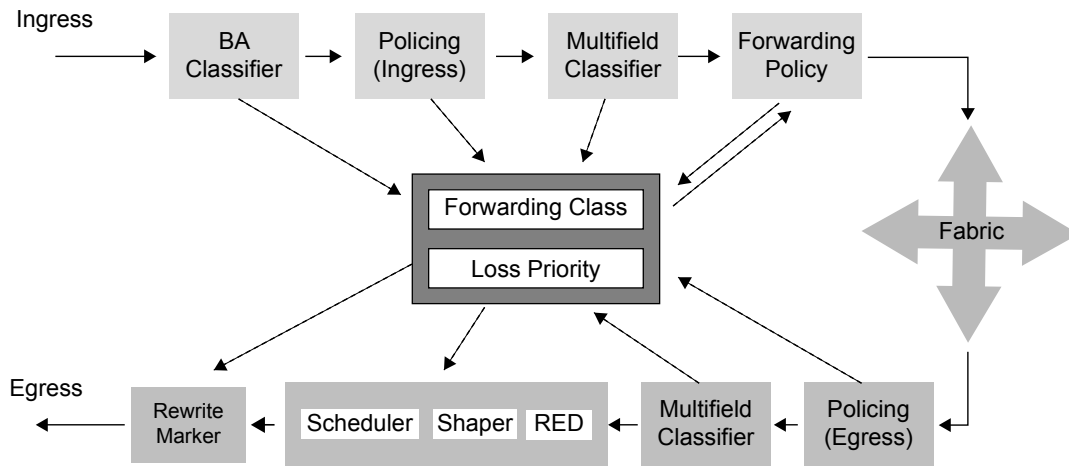 Ingress
BA
Classifier
Policing
(Ingress)
Multifield
Classifier
Forwarding
Policy
Forwarding Class
Loss Priority
Fabric
Egress
Rewrite
Marker
Scheduler
Shaper
RED
Multifield
Classifier
Policing
(Egress)